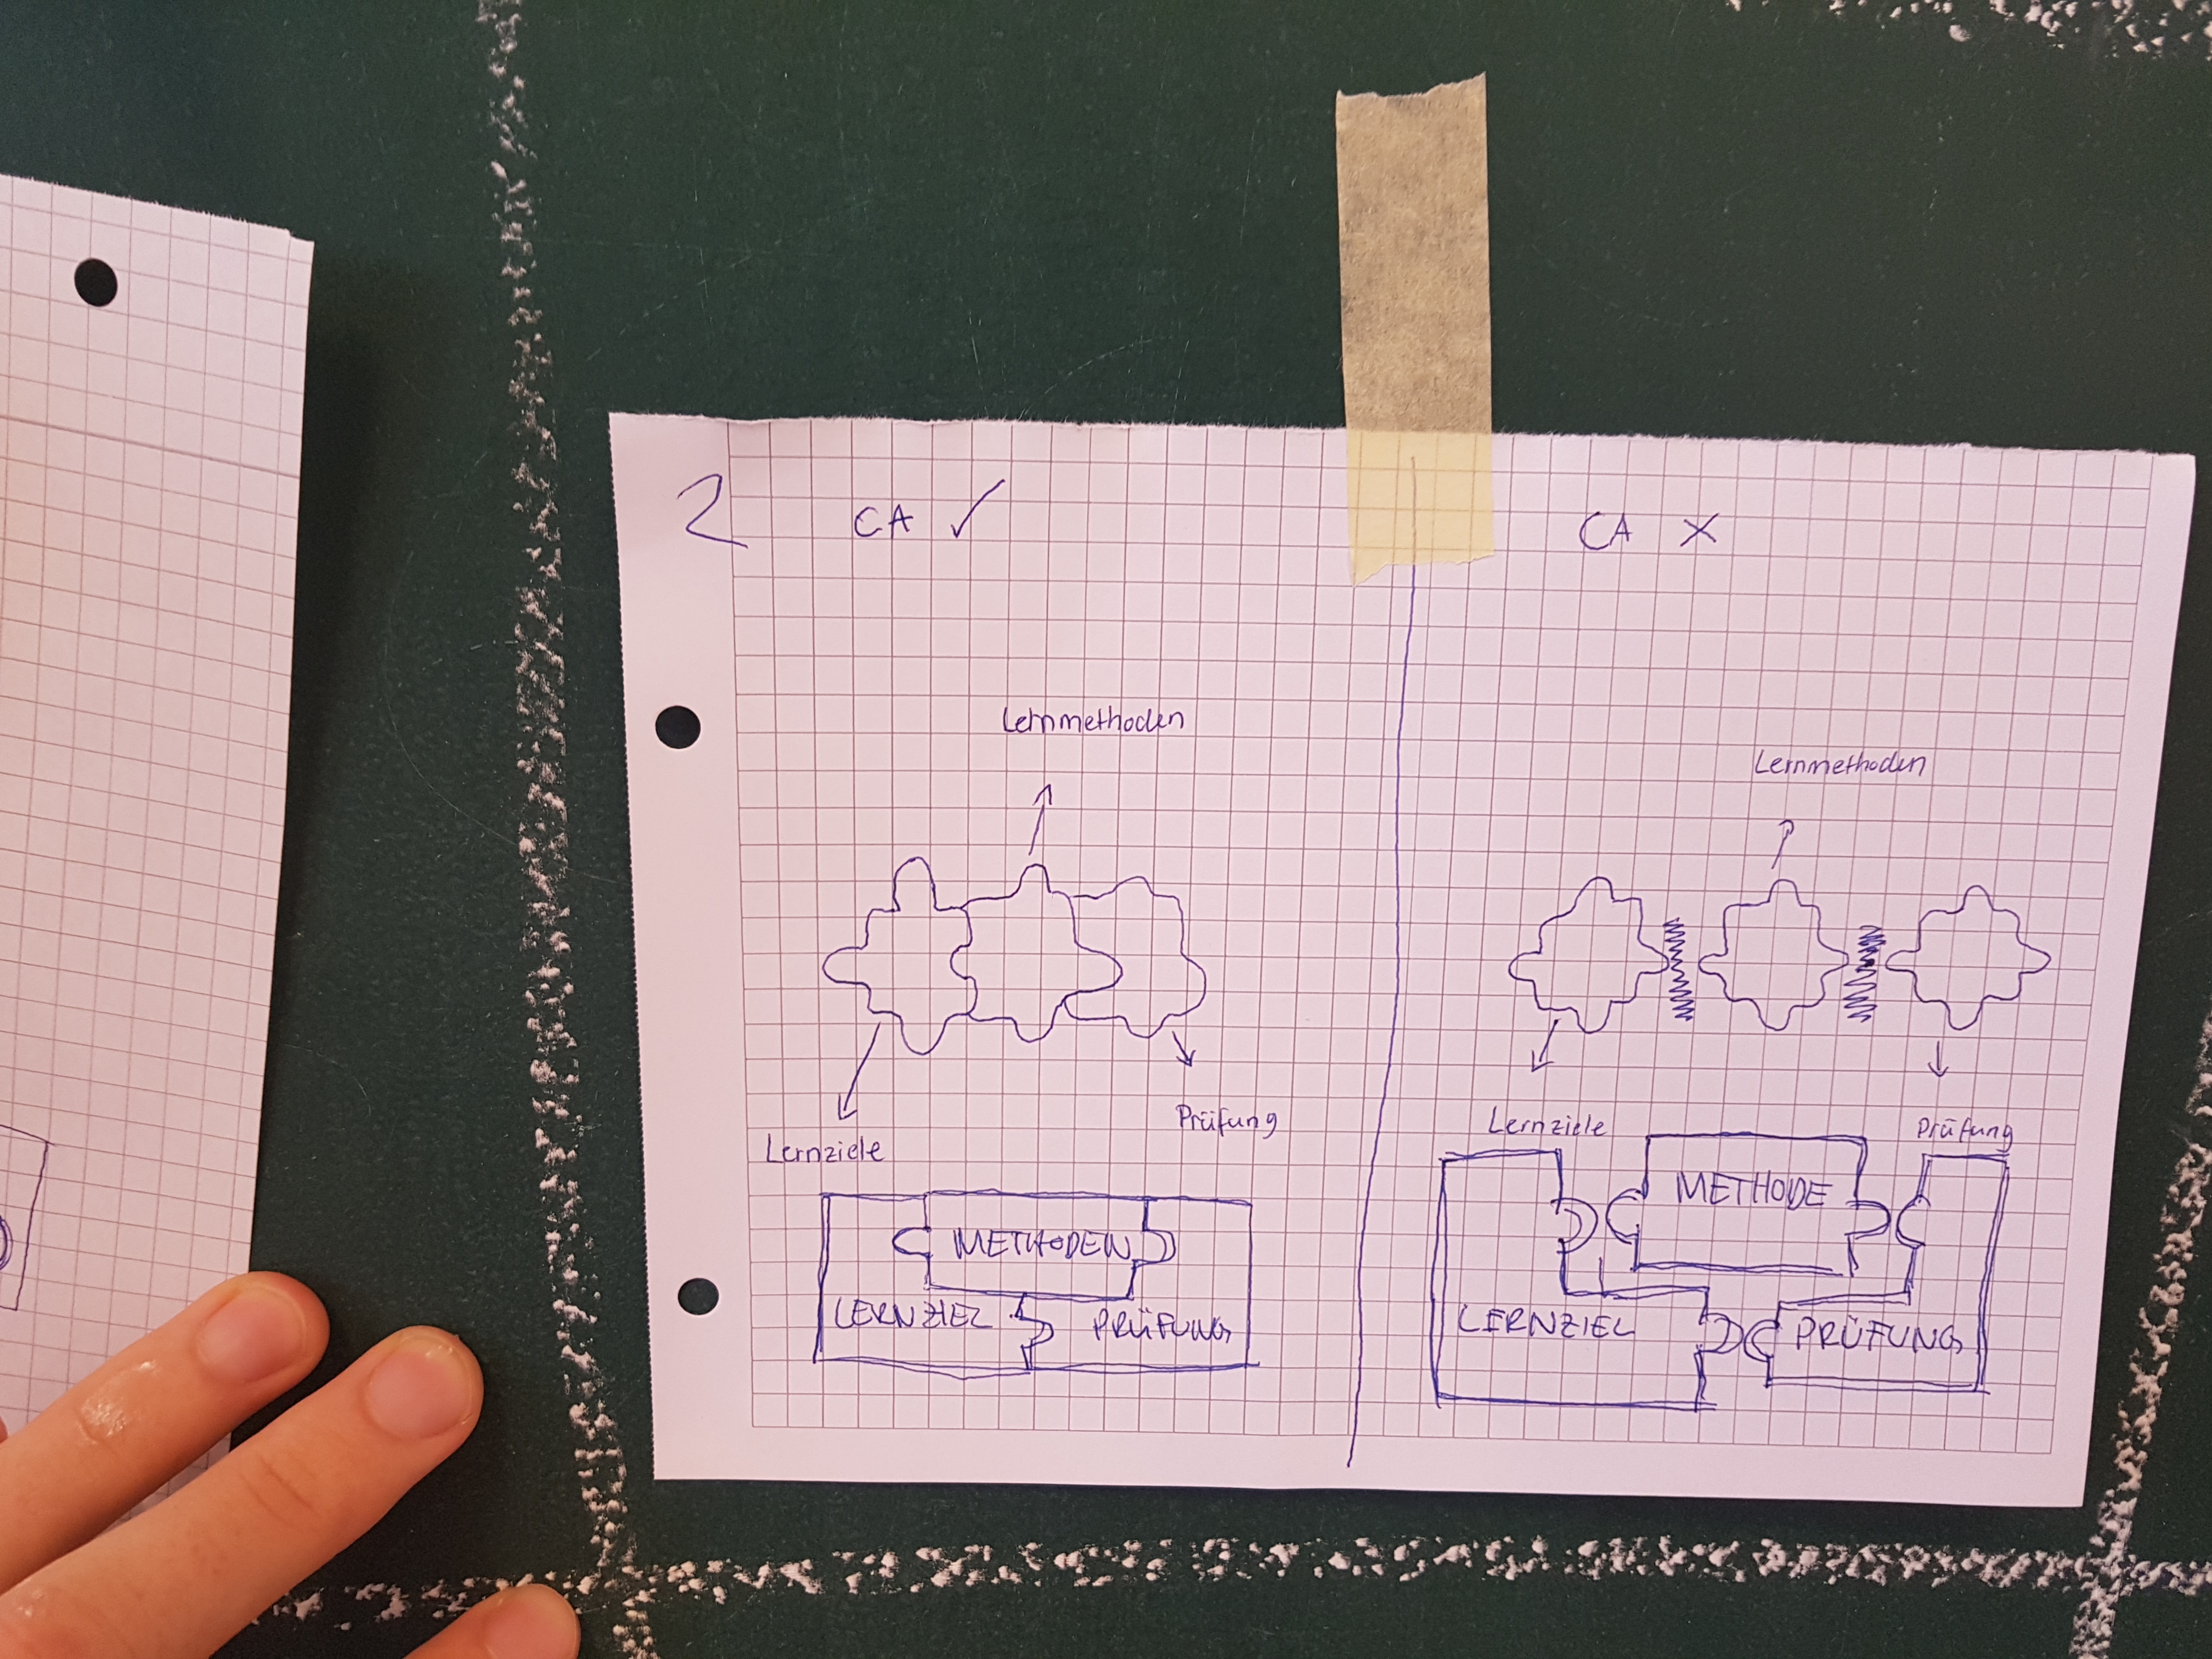 2 CA ✓
Lernmethoden
Lernziele
Prüfung
METHODEN
LERNZIEL PRÜFUNG
CA X
Lernmethoden
Lernziele
Prüfung
METHODE
LERNZIEL PRÜFUNG